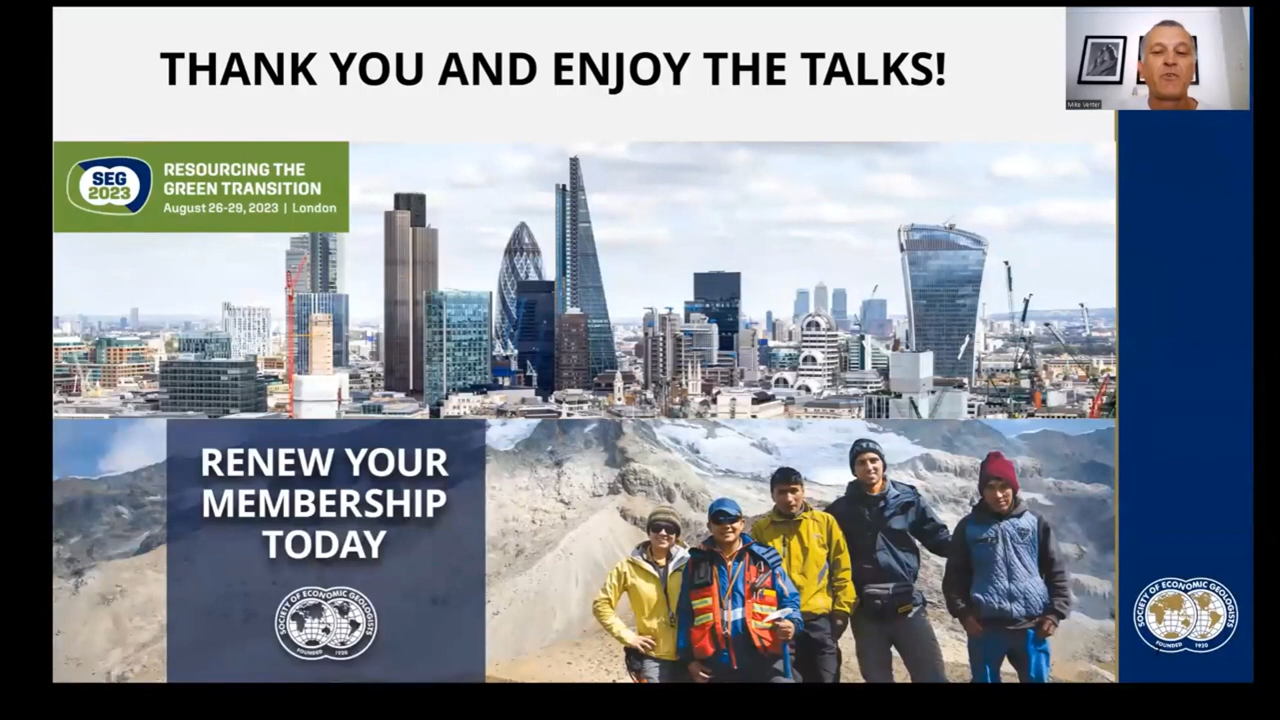 THANK YOU AND ENJOY THE TALKS!
Mike Venter
SEG
2023
RESOURCING THE
GREEN TRANSITION
August 26-29, 2023 | London
RENEW YOUR
MEMBERSHIP
TODAY
SOCIETY OF ECONOMIC GEOLOGISTS
FOUNDED 1920
SOCIETY OF ECONOMIC GEOLOGISTS
FOUNDED 1920